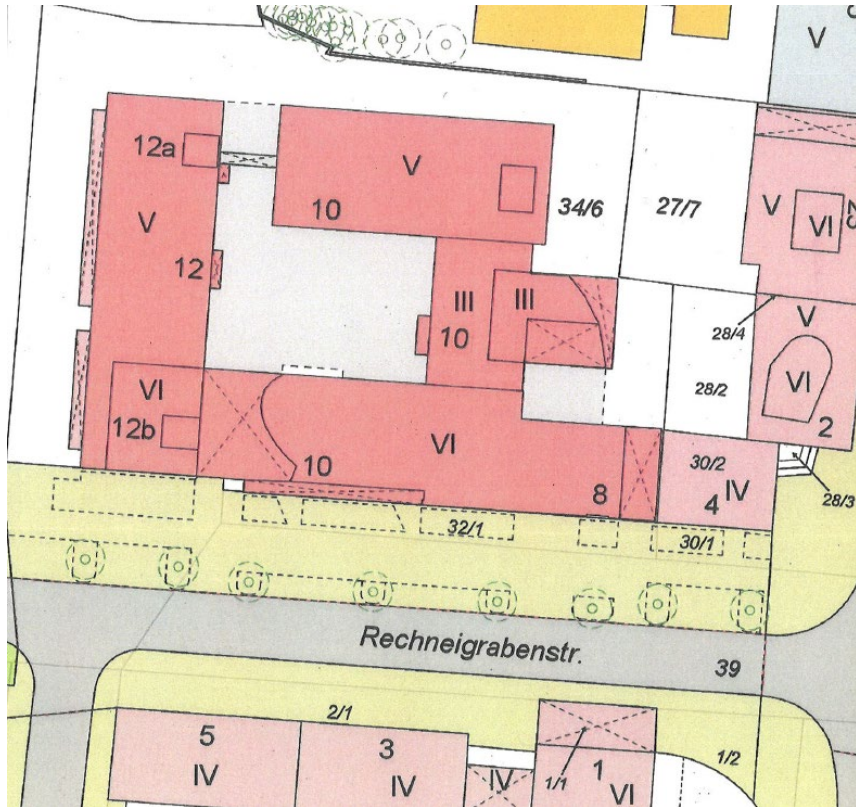 V
12a
V
10
34/6
27/7
V
VI
V
12
III
III
10
28/4
V
28/2
VI
VI
12b
10
VI
8
30/2
IV
4
2
28/3
32/1
30/1
Rechneigrabenstr.
39
2/1
5
IV
3
IV
IV
1/1
1
VI
1/2